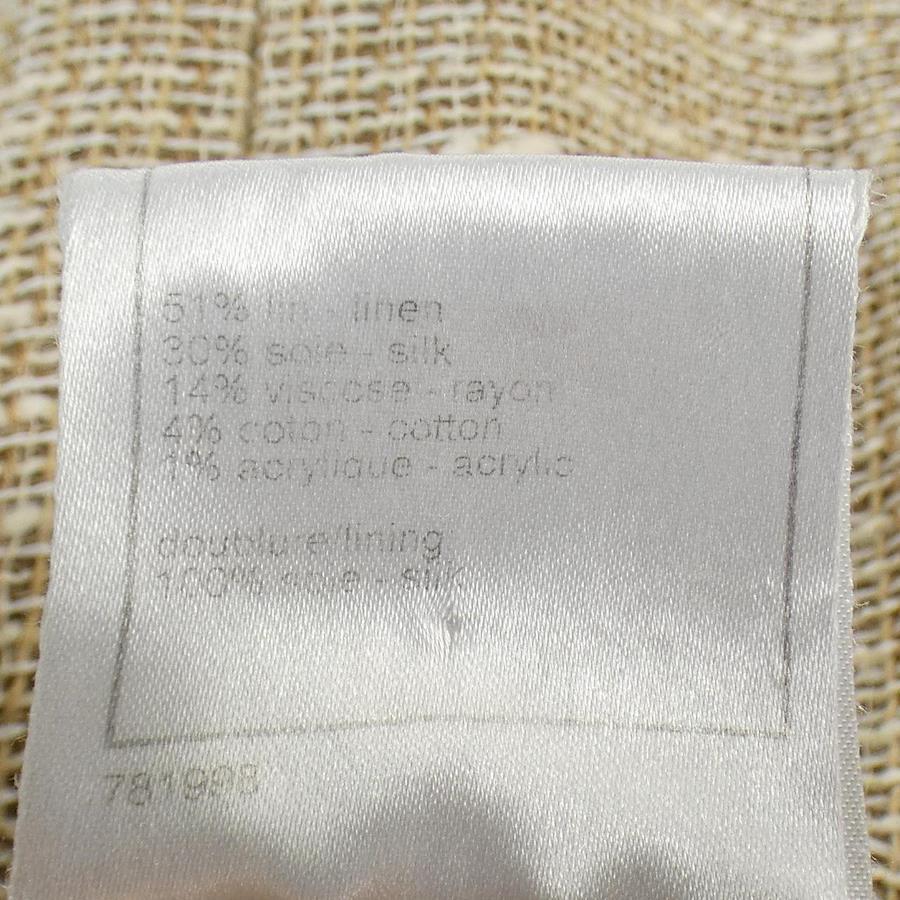 51% lin - linen
30% soie - silk
14% viscose - rayon
4% coton - cotton
1% acrylique - acrylic
doublure/lining
100% soie - silk
781998